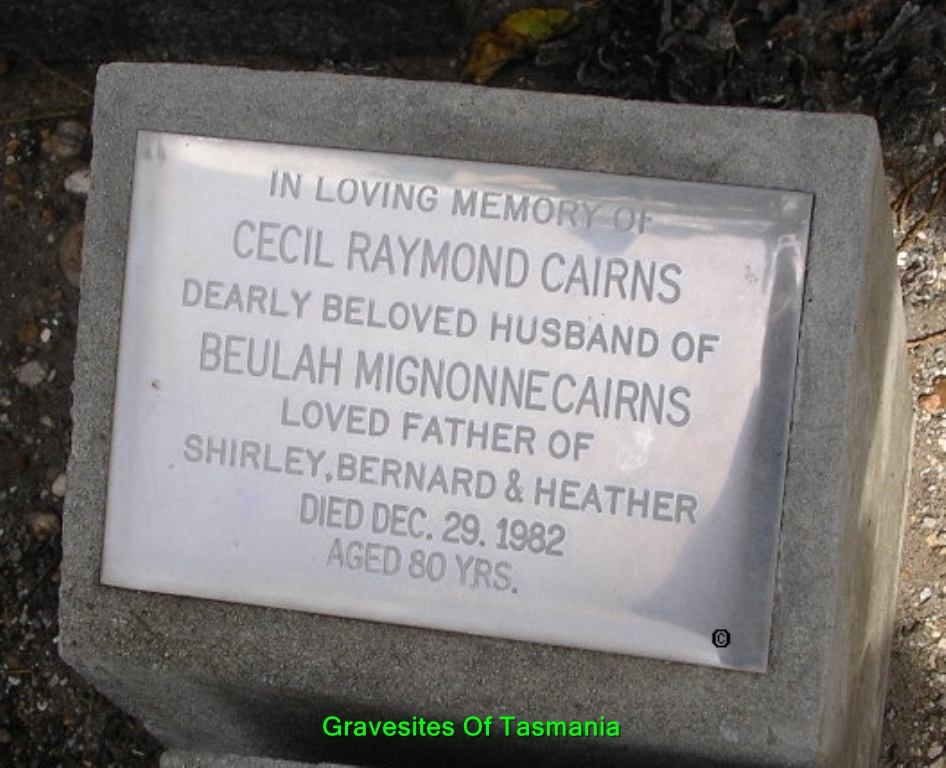 IN LOVING MEMORY OF
CECIL RAYMOND CAIRNS
DEARLY BELOVED HUSBAND OF
BEULAH MIGNONNE CAIRNS
LOVED FATHER OF
SHIRLEY, BERNARD & HEATHER
DIED DEC. 29. 1982
AGED 80 YRS.
©
Gravesites Of Tasmania